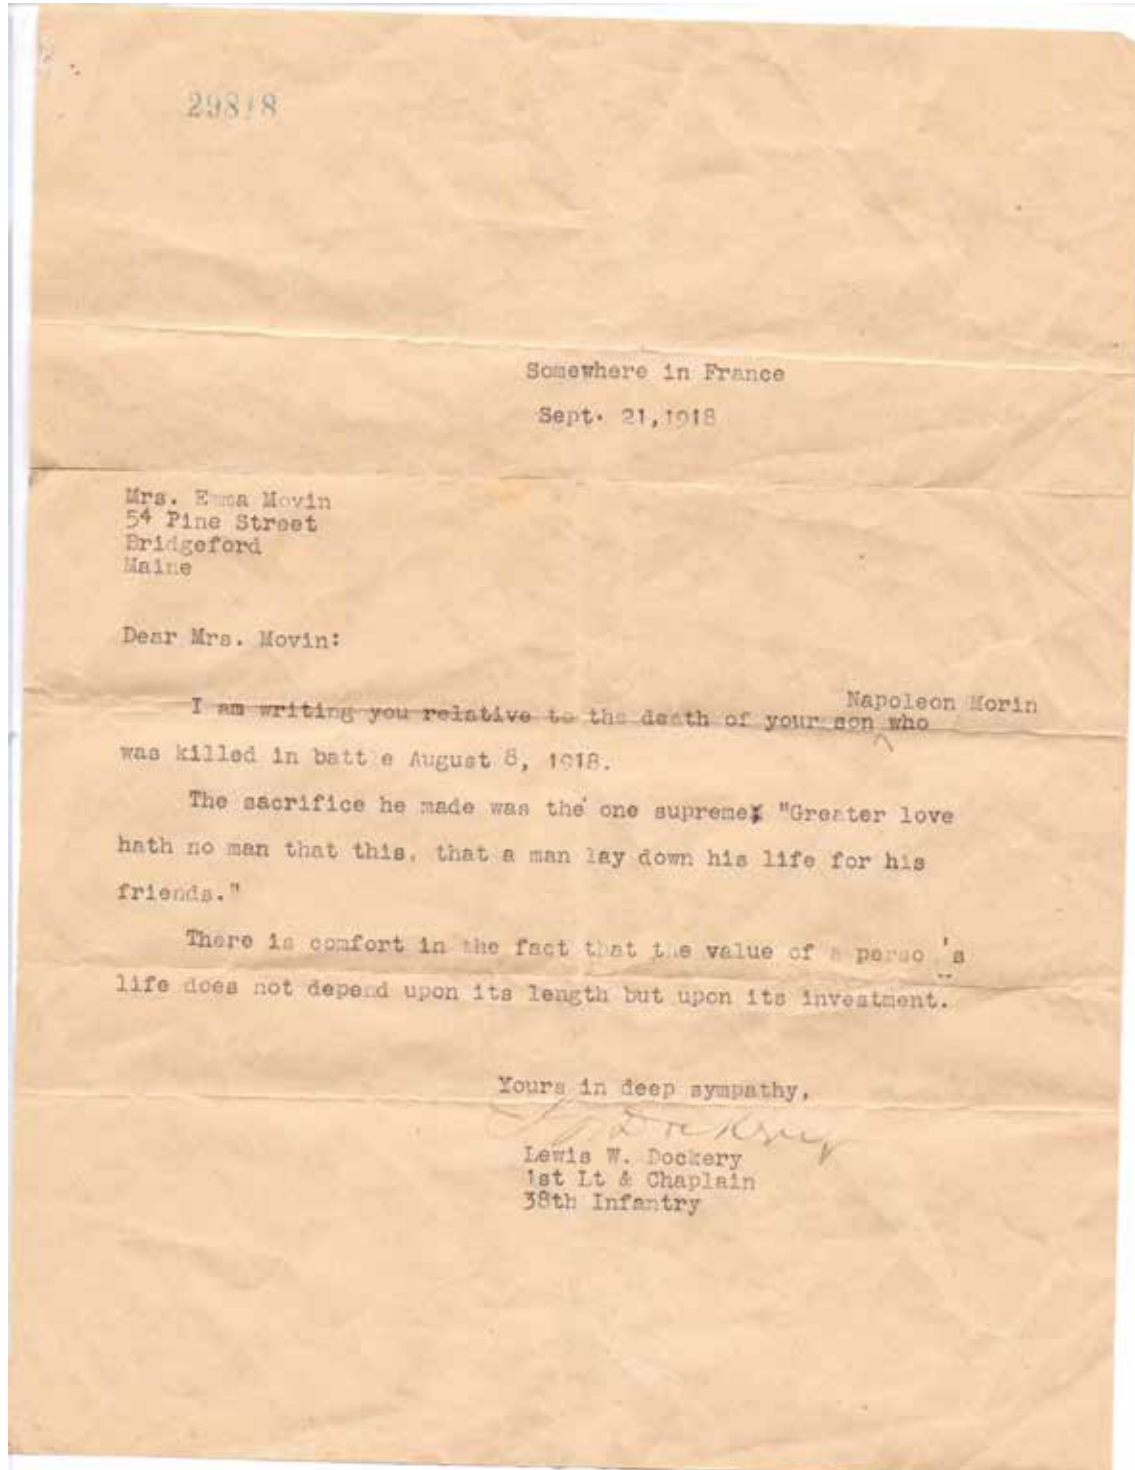 29818
Somewhere in France
Sept. 21,1918
Mrs. Emma Movin
54 Pine Street
Bridgeford
Maine
Dear Mrs. Movin:
Napoleon Morin
I am writing you relative to the death of your son who
was killed in battle August 8, 1918.
The sacrifice he made was the one supreme; "Greater love
hath no man that this, that a man lay down his life for his
friends."
There is comfort in the fact that the value of a perso 's
life does not depend upon its length but upon its investment.
Yours in deep sympathy,
Dockery
Lewis W. Dockery
1st Lt & Chaplain
38th Infantry